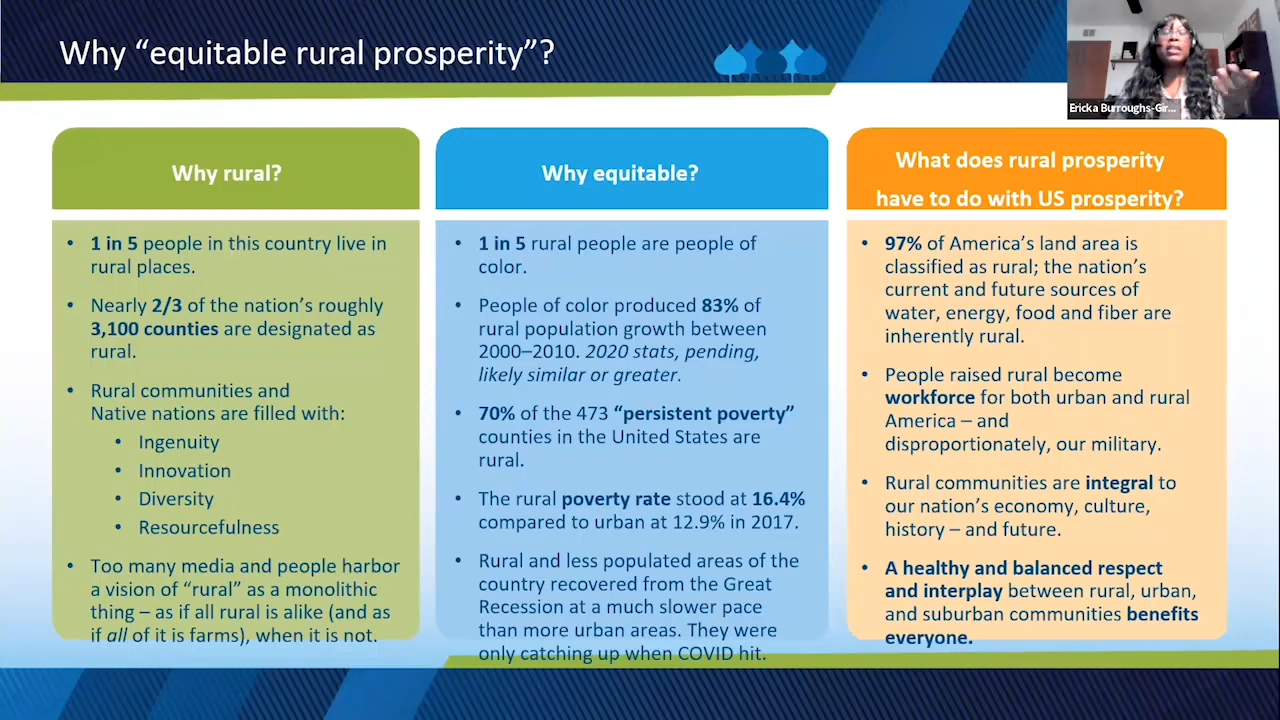 Why “equitable rural prosperity”?
Ericka Burroughs-Gir...
Why rural?
• 1 in 5 people in this country live in
rural places.
• Nearly 2/3 of the nation’s roughly
3,100 counties are designated as
rural.
• Rural communities and
Native nations are filled with:
• Ingenuity
• Innovation
• Diversity
• Resourcefulness
• Too many media and people harbor
a vision of “rural” as a monolithic
thing – as if all rural is alike (and as
if all of it is farms), when it is not.
Why equitable?
• 1 in 5 rural people are people of
color.
• People of color produced 83% of
rural population growth between
2000–2010. 2020 stats, pending,
likely similar or greater.
• 70% of the 473 “persistent poverty”
counties in the United States are
rural.
• The rural poverty rate stood at 16.4%
compared to urban at 12.9% in 2017.
• Rural and less populated areas of the
country recovered from the Great
Recession at a much slower pace
than more urban areas. They were
only catching up when COVID hit.
What does rural prosperity
have to do with US prosperity?
• 97% of America’s land area is
classified as rural; the nation’s
current and future sources of
water, energy, food and fiber are
inherently rural.
• People raised rural become
workforce for both urban and rural
America – and
disproportionately, our military.
• Rural communities are integral to
our nation’s economy, culture,
history – and future.
• A healthy and balanced respect
and interplay between rural, urban,
and suburban communities benefits
everyone.